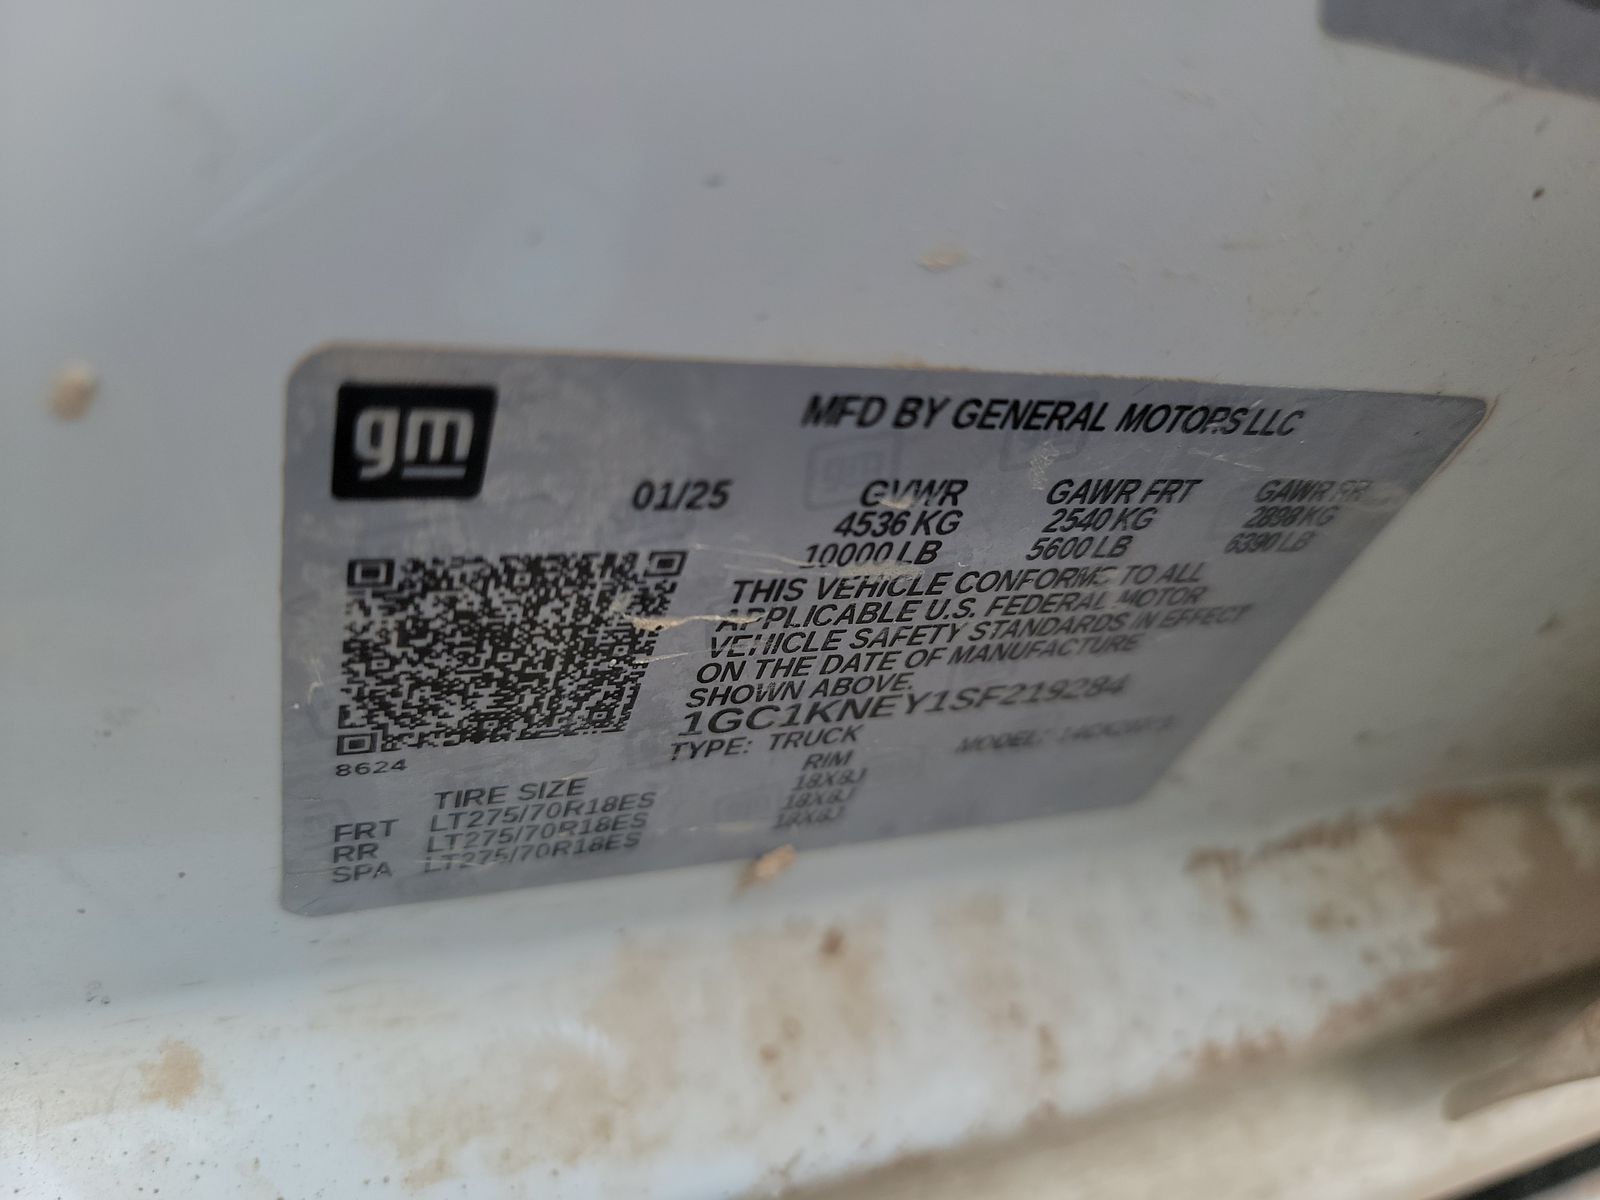 gm
MFD BY GENERAL MOTORS LLC
01/25 GVWR GAWR FRT GAWR RR
4536 KG 2540 KG 2898 KG
10000 LB 5600 LB 6390 LB
THIS VEHICLE CONFORMS TO ALL
APPLICABLE U.S. FEDERAL MOTOR
VEHICLE SAFETY STANDARDS IN EFFECT
ON THE DATE OF MANUFACTURE
SHOWN ABOVE.
1GC1KNEY1SF219284
TYPE: TRUCK MODEL:
8624
TIRE SIZE RIM
FRT LT275/70R18ES 18X8J
RR LT275/70R18ES 18X8J
SPA LT275/70R18ES 18X8J